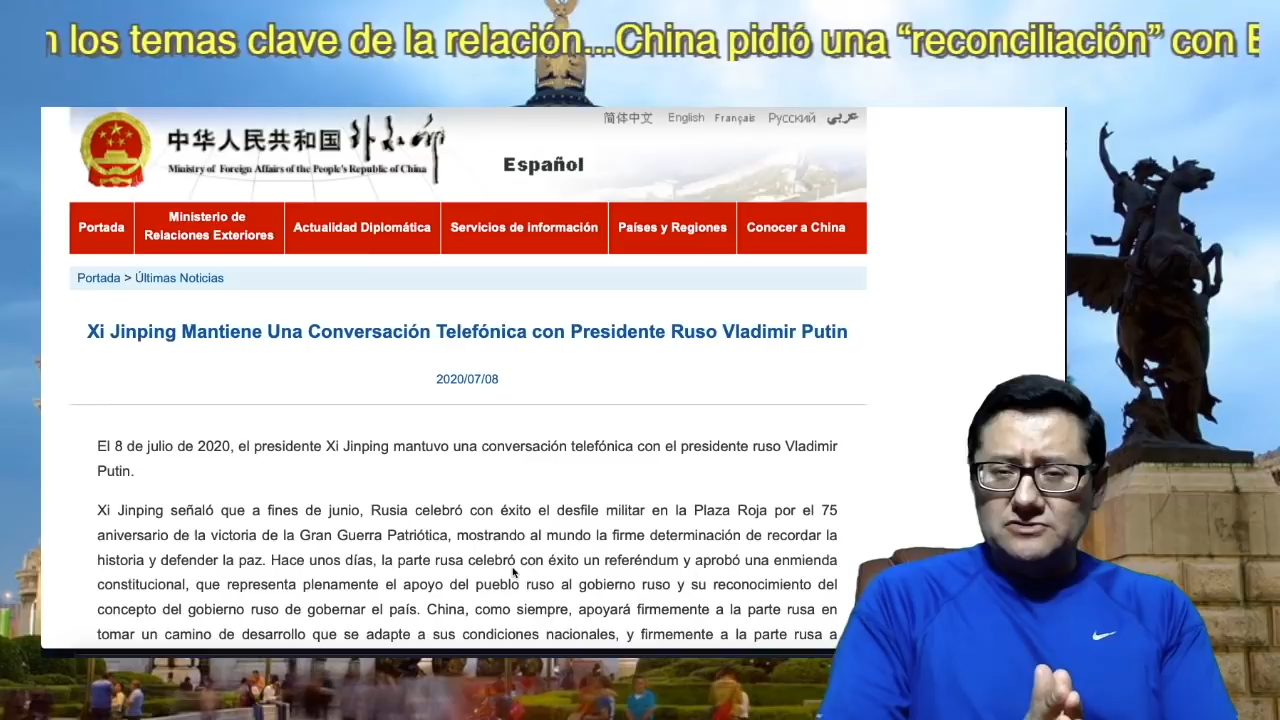 los temas clave de la relación...China pidió una “reconciliación” con
中华人民共和国外交部
Ministry of Foreign Affairs of the People's Republic of China
简体中文 English Français Русский عربي
Español
Portada
Ministerio de
Relaciones Exteriores
Actualidad Diplomática
Servicios de información
Países y Regiones
Conocer a China
Portada > Últimas Noticias
Xi Jinping Mantiene Una Conversación Telefónica con Presidente Ruso Vladimir Putin
2020/07/08
El 8 de julio de 2020, el presidente Xi Jinping mantuvo una conversación telefónica con el presidente ruso Vladimir
Putin.
Xi Jinping señaló que a fines de junio, Rusia celebró con éxito el desfile militar en la Plaza Roja por el 75
aniversario de la victoria de la Gran Guerra Patriótica, mostrando al mundo la firme determinación de recordar la
historia y defender la paz. Hace unos días, la parte rusa celebró con éxito un referéndum y aprobó una enmienda
constitucional, que representa plenamente el apoyo del pueblo ruso al gobierno ruso y su reconocimiento del
concepto del gobierno ruso de gobernar el país. China, como siempre, apoyará firmemente a la parte rusa en
tomar un camino de desarrollo que se adapte a sus condiciones nacionales, y firmemente a la parte rusa a